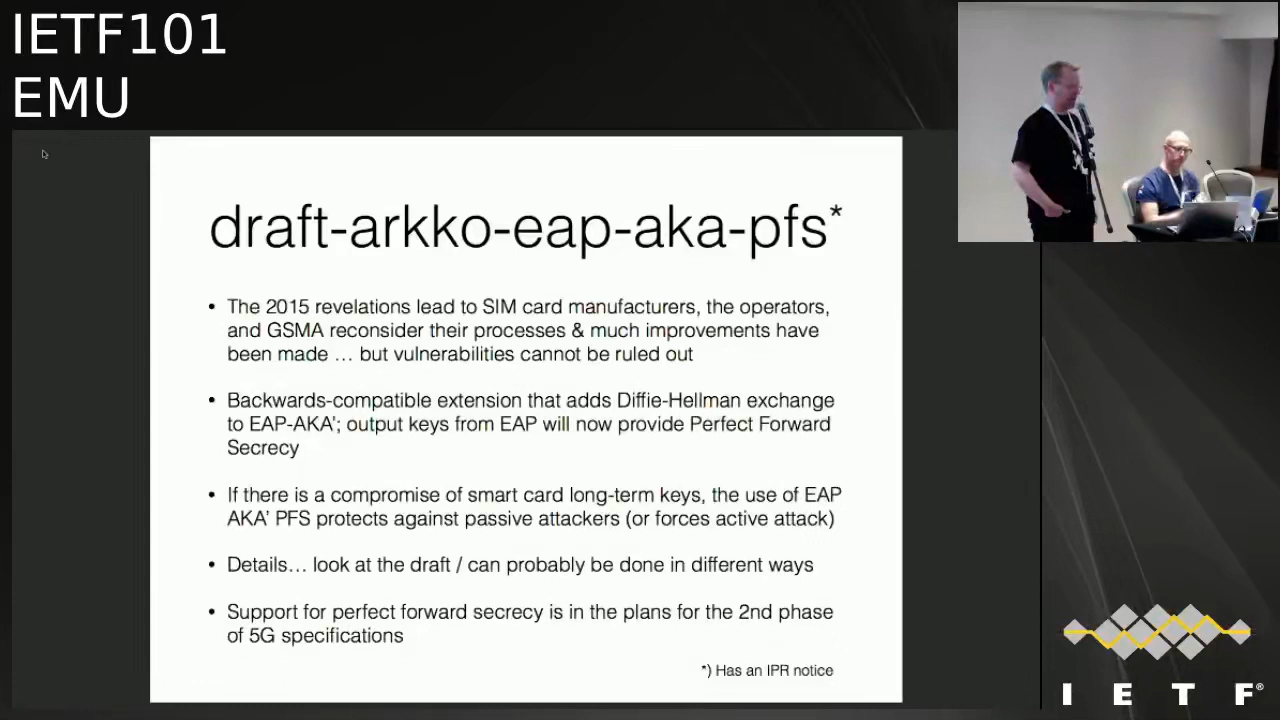 IETF101
EMU
draft-arkko-eap-aka-pfs*
• The 2015 revelations lead to SIM card manufacturers, the operators,
and GSMA reconsider their processes & much improvements have
been made … but vulnerabilities cannot be ruled out
• Backwards-compatible extension that adds Diffie-Hellman exchange
to EAP-AKA'; output keys from EAP will now provide Perfect Forward
Secrecy
• If there is a compromise of smart card long-term keys, the use of EAP
AKA’ PFS protects against passive attackers (or forces active attack)
• Details… look at the draft / can probably be done in different ways
• Support for perfect forward secrecy is in the plans for the 2nd phase
of 5G specifications
*) Has an IPR notice
I E T F®